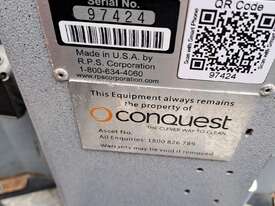 Serial No.
97424
Made in U.S.A. by
R.P.S. Corporation
1-800-634-4060
www.rpscorporation.com
QR Code
97424
This Equipment always remains
the property of
conquest
THE CLEVER WAY TO CLEAN
Asset No.
All Enquiries: 1800 826 789
Warranty may be void if removed